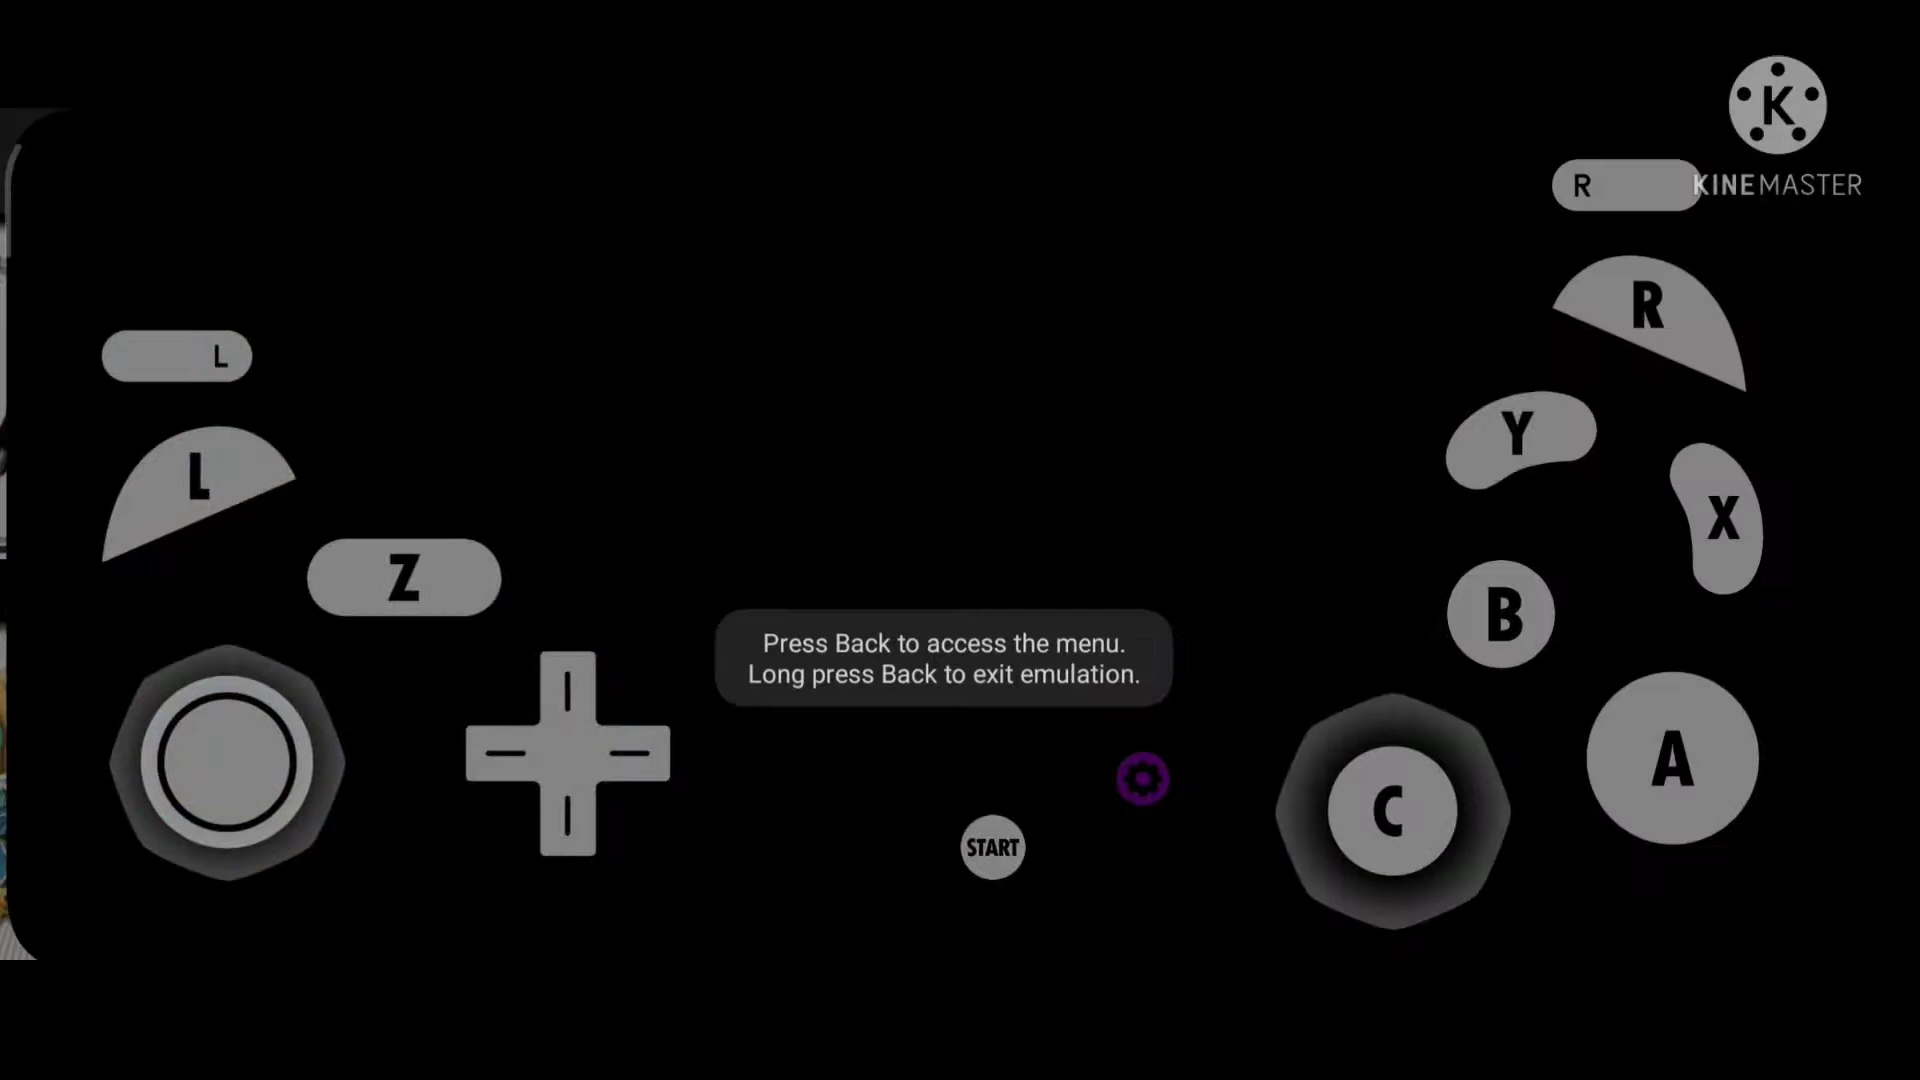 K
KINEMASTER
R
R
L
Y
L
X
Z
B
Press Back to access the menu.
Long press Back to exit emulation.
A
C
START